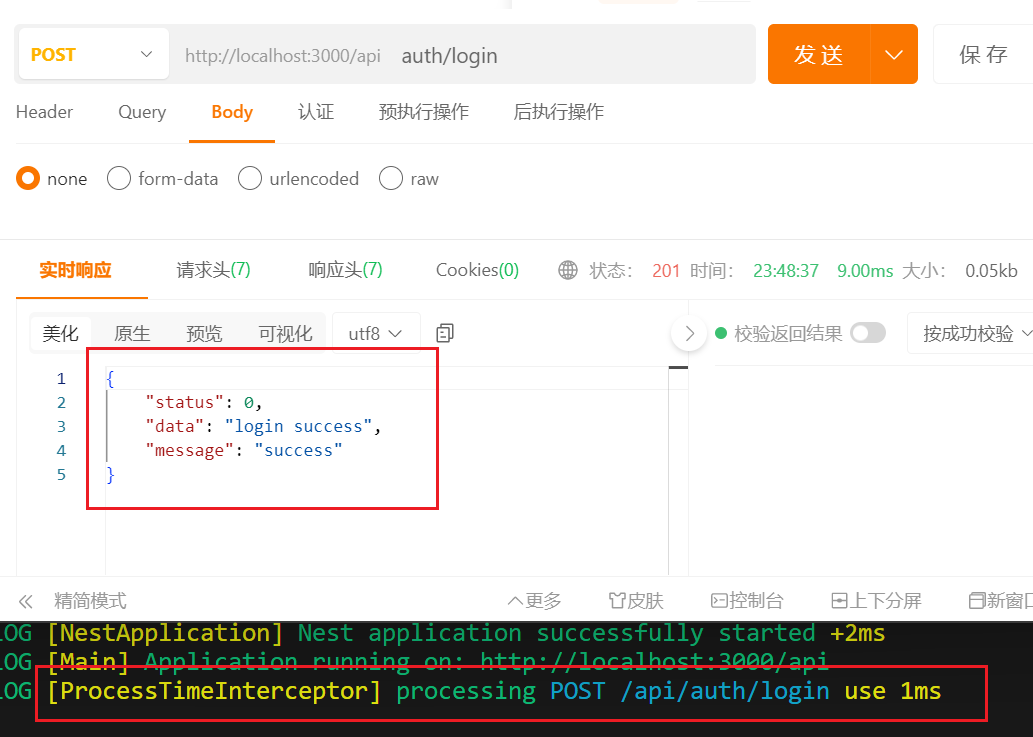 POST http://localhost:3000/api auth/login 发送 保存
Header Query Body 认证 预执行操作 后执行操作
none form-data urlencoded raw
实时响应 请求头(7) 响应头(7) Cookies(0) 状态: 201 时间: 23:48:37 9.00ms 大小: 0.05kb
美化 原生 预览 可视化 utf8 校验返回结果 按成功校验
1 {
2 "status": 0,
3 "data": "login success",
4 "message": "success"
5 }
精简模式 更多 皮肤 控制台 上下分屏 新窗口
LOG [NestApplication] Nest application successfully started +2ms
LOG [Main] Application running on: http://localhost:3000/api
LOG [ProcessTimeInterceptor] processing POST /api/auth/login use 1ms